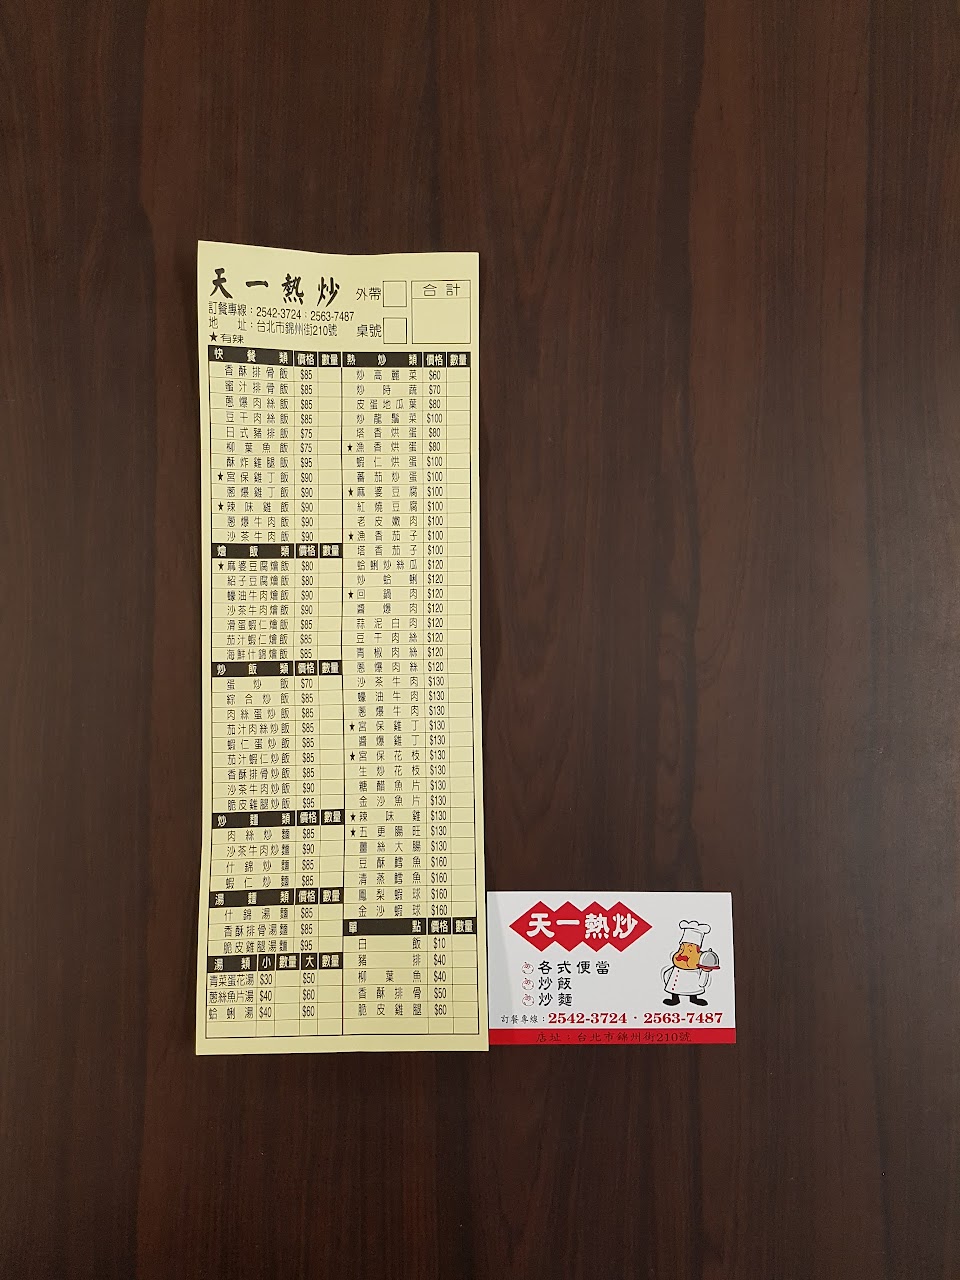 天一熱炒
外帶
合計
訂餐專線：2542-3724：2563-7487
地址：台北市錦州街210號
桌號
★有辣
快餐類 價格 數量
香酥排骨飯 $85
蜜汁排骨飯 $85
蔥爆肉絲飯 $85
豆干肉絲飯 $85
日式豬排飯 $75
柳葉魚飯 $75
酥炸雞腿飯 $95
★宮保雞丁飯 $90
蔥爆雞丁飯 $90
★辣味雞飯 $90
蔥爆牛肉飯 $90
沙茶牛肉飯 $90
燴飯類 價格 數量
★麻婆豆腐燴飯 $80
紹子豆腐燴飯 $80
蠔油牛肉燴飯 $90
沙茶牛肉燴飯 $90
滑蛋蝦仁燴飯 $85
茄汁蝦仁燴飯 $85
海鮮什錦燴飯 $85
炒飯類 價格 數量
蛋炒飯 $70
綜合炒飯 $85
肉絲蛋炒飯 $85
茄汁肉絲炒飯 $85
蝦仁蛋炒飯 $85
茄汁蝦仁炒飯 $85
香酥排骨炒飯 $85
沙茶牛肉炒飯 $90
脆皮雞腿炒飯 $95
炒麵類 價格 數量
肉絲炒麵 $85
沙茶牛肉炒麵 $90
什錦炒麵 $85
蝦仁炒麵 $85
湯麵類 價格 數量
什錦湯麵 $85
香酥排骨湯麵 $85
脆皮雞腿湯麵 $95
湯類 小 數量 大 數量
青菜蛋花湯 $30 $50
蔥絲魚片湯 $40 $60
蛤蜊湯 $40 $60
熱炒類 價格 數量
炒高麗菜 $60
炒時蔬 $70
皮蛋地瓜葉 $80
炒龍鬚菜 $100
塔香烘蛋 $80
★漁香烘蛋 $80
蝦仁烘蛋 $100
蕃茄炒蛋 $100
★麻婆豆腐 $100
紅燒豆腐 $100
老皮嫩肉 $100
★漁香茄子 $100
塔香茄子 $100
蛤蜊炒絲瓜 $120
炒蛤蜊 $120
★回鍋肉 $120
醬爆肉 $120
蒜泥白肉 $120
豆干肉絲 $120
青椒肉絲 $120
蔥爆肉絲 $120
沙茶牛肉 $130
蠔油牛肉 $130
蔥爆牛肉 $130
★宮保雞丁 $130
醬爆雞丁 $130
★宮保花枝 $130
生炒花枝 $130
糖醋魚片 $130
金沙魚片 $130
★辣味雞 $130
★五更腸旺 $130
薑絲大腸 $130
豆酥鱈魚 $160
清蒸鱈魚 $160
鳳梨蝦球 $160
金沙蝦球 $160
單點 價格 數量
白飯 $10
豬排 $40
柳葉魚 $40
香酥排骨 $50
脆皮雞腿 $60
天一熱炒
各式便當
炒飯
炒麵
訂餐專線：2542-3724．2563-7487
店址：台北市錦州街210號